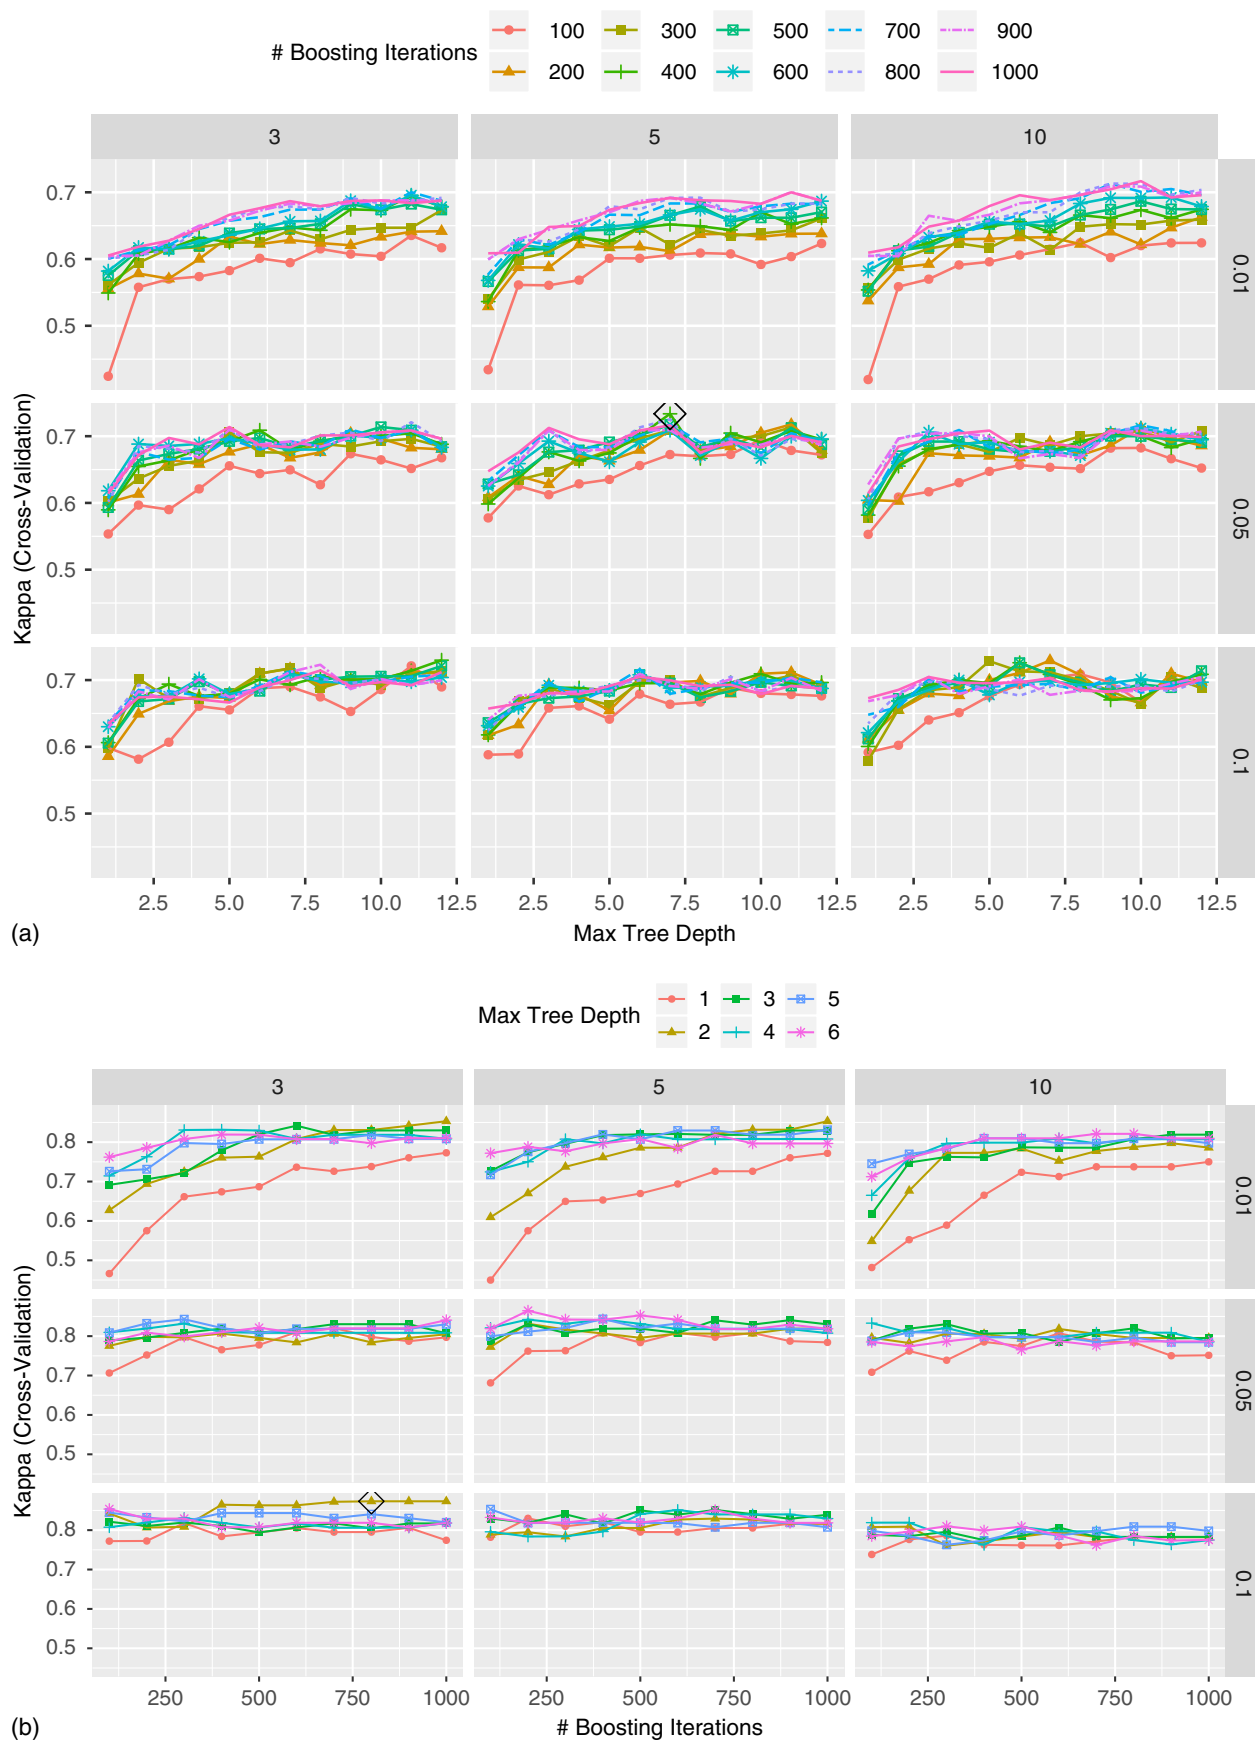 # Boosting Iterations
100 300 500 700 900
200 400 600 800 1000
3 5 10
0.7
0.6
0.5
0.01
0.7
0.6
0.5
0.05
0.7
0.6
0.5
0.1
Kappa (Cross-Validation)
2.5 5.0 7.5 10.0 12.5 2.5 5.0 7.5 10.0 12.5 2.5 5.0 7.5 10.0 12.5
(a)
Max Tree Depth
Max Tree Depth
1 3 5
2 4 6
3 5 10
0.8
0.7
0.6
0.5
0.01
0.8
0.7
0.6
0.5
0.05
0.8
0.7
0.6
0.5
0.1
Kappa (Cross-Validation)
250 500 750 1000 250 500 750 1000 250 500 750 1000
(b)
# Boosting Iterations